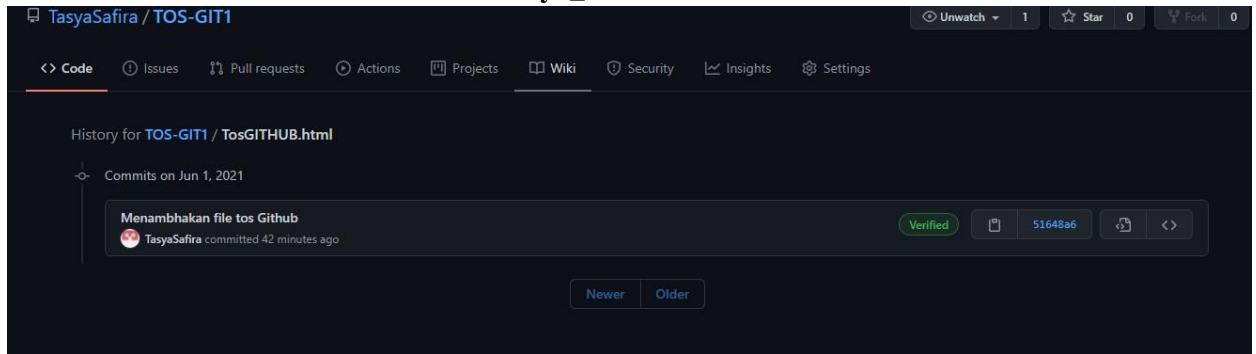 TasyaSafira / TOS-GIT1
Unwatch 1 Star 0 Fork 0
<> Code Issues Pull requests Actions Projects Wiki Security Insights Settings
History for TOS-GIT1 / TosGITHUB.html
Commits on Jun 1, 2021
Menambhakan file tos Github
Verified 51648a6 <>
TasyaSafira committed 42 minutes ago
Newer Older